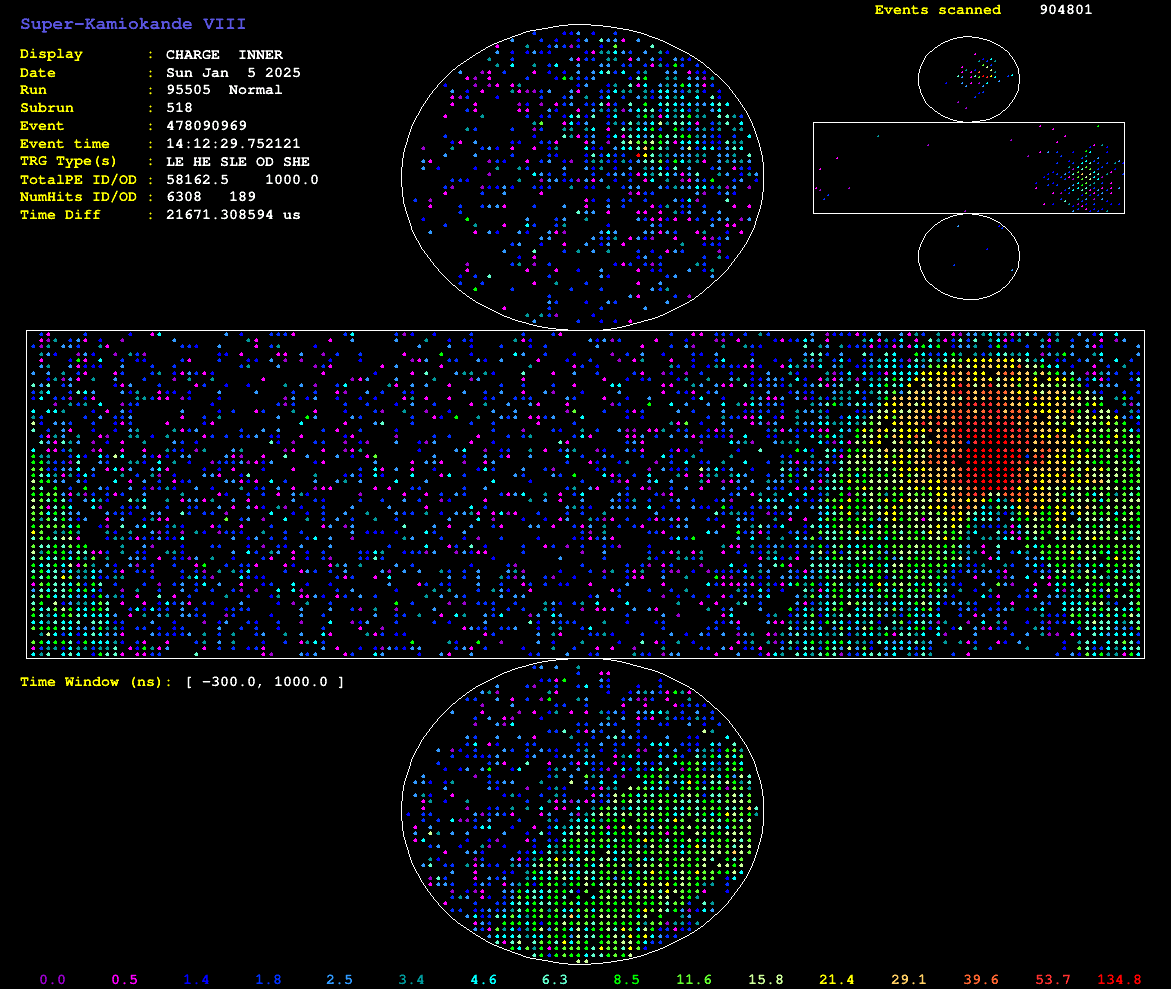 Super-Kamiokande VIII
Events scanned 904801
Display : CHARGE INNER
Date : Sun Jan 5 2025
Run : 95505 Normal
Subrun : 518
Event : 478090969
Event time : 14:12:29.752121
TRG Type(s) : LE HE SLE OD SHE
TotalPE ID/OD : 58162.5 1000.0
NumHits ID/OD : 6308 189
Time Diff : 21671.308594 us
Time Window (ns): [ -300.0, 1000.0 ]
0.0 0.5 1.4 1.8 2.5 3.4 4.6 6.3 8.5 11.6 15.8 21.4 29.1 39.6 53.7 134.8